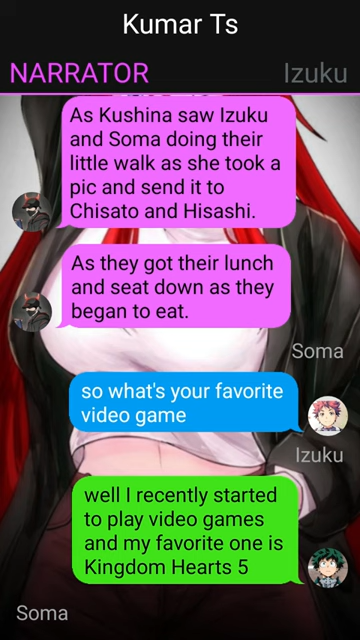 Kumar Ts
NARRATOR
Izuku
As Kushina saw Izuku
and Soma doing their
little walk as she took a
pic and send it to
Chisato and Hisashi.
As they got their lunch
and seat down as they
began to eat.
Soma
so what's your favorite
video game
Izuku
well I recently started
to play video games
and my favorite one is
Kingdom Hearts 5
Soma